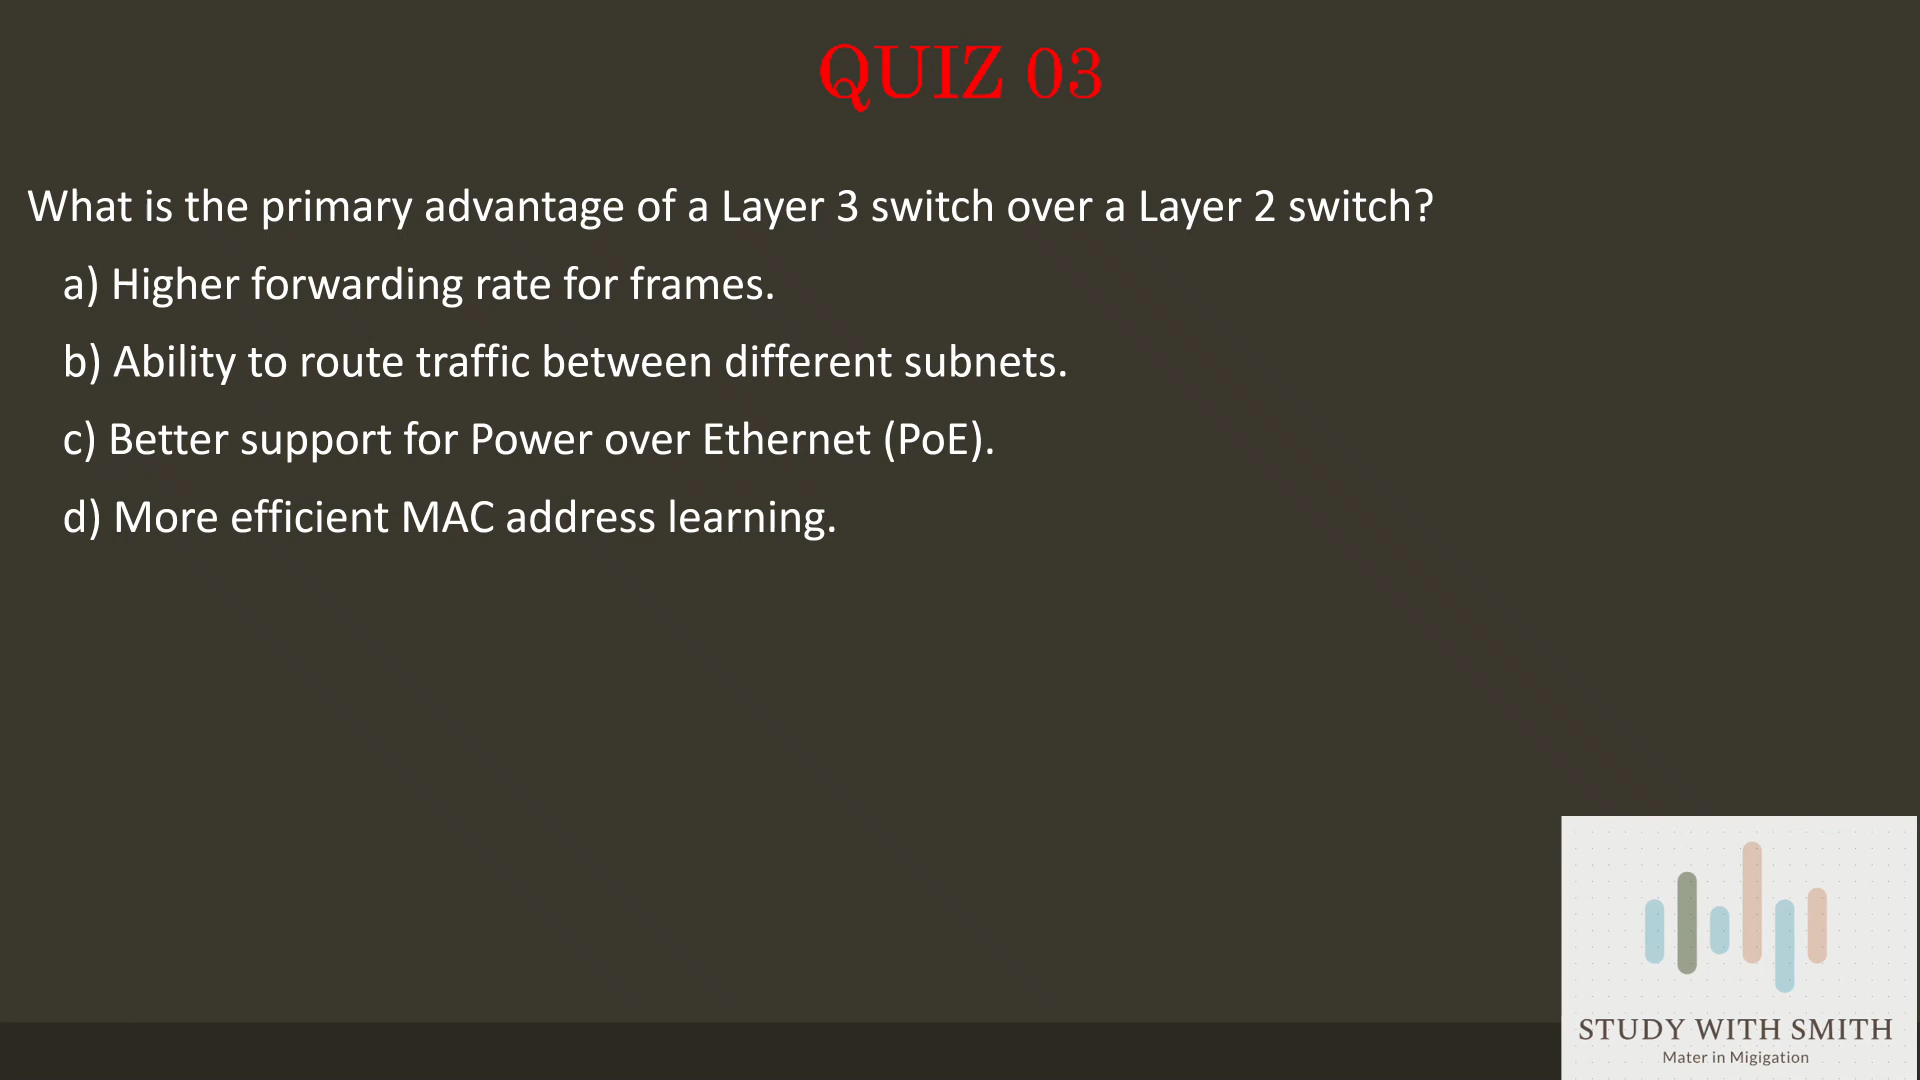 QUIZ 03
What is the primary advantage of a Layer 3 switch over a Layer 2 switch?
a) Higher forwarding rate for frames.
b) Ability to route traffic between different subnets.
c) Better support for Power over Ethernet (PoE).
d) More efficient MAC address learning.
STUDY WITH SMITH
Mater in Migigation